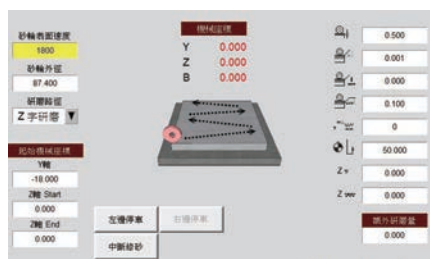 砂輪表面速度
1800
砂輪外徑
87.400
研磨路徑
Z 字研磨
起始機械座標
Y軸
-18.000
Z軸 Start
0.000
Z軸 End
0.000
機械座標
Y 0.000
Z 0.000
B 0.000
左邊停車
右邊停車
中斷修砂
0.500
0.001
0.000
0.100
0
50.000
0.000
0.000
額外研磨量
0.000